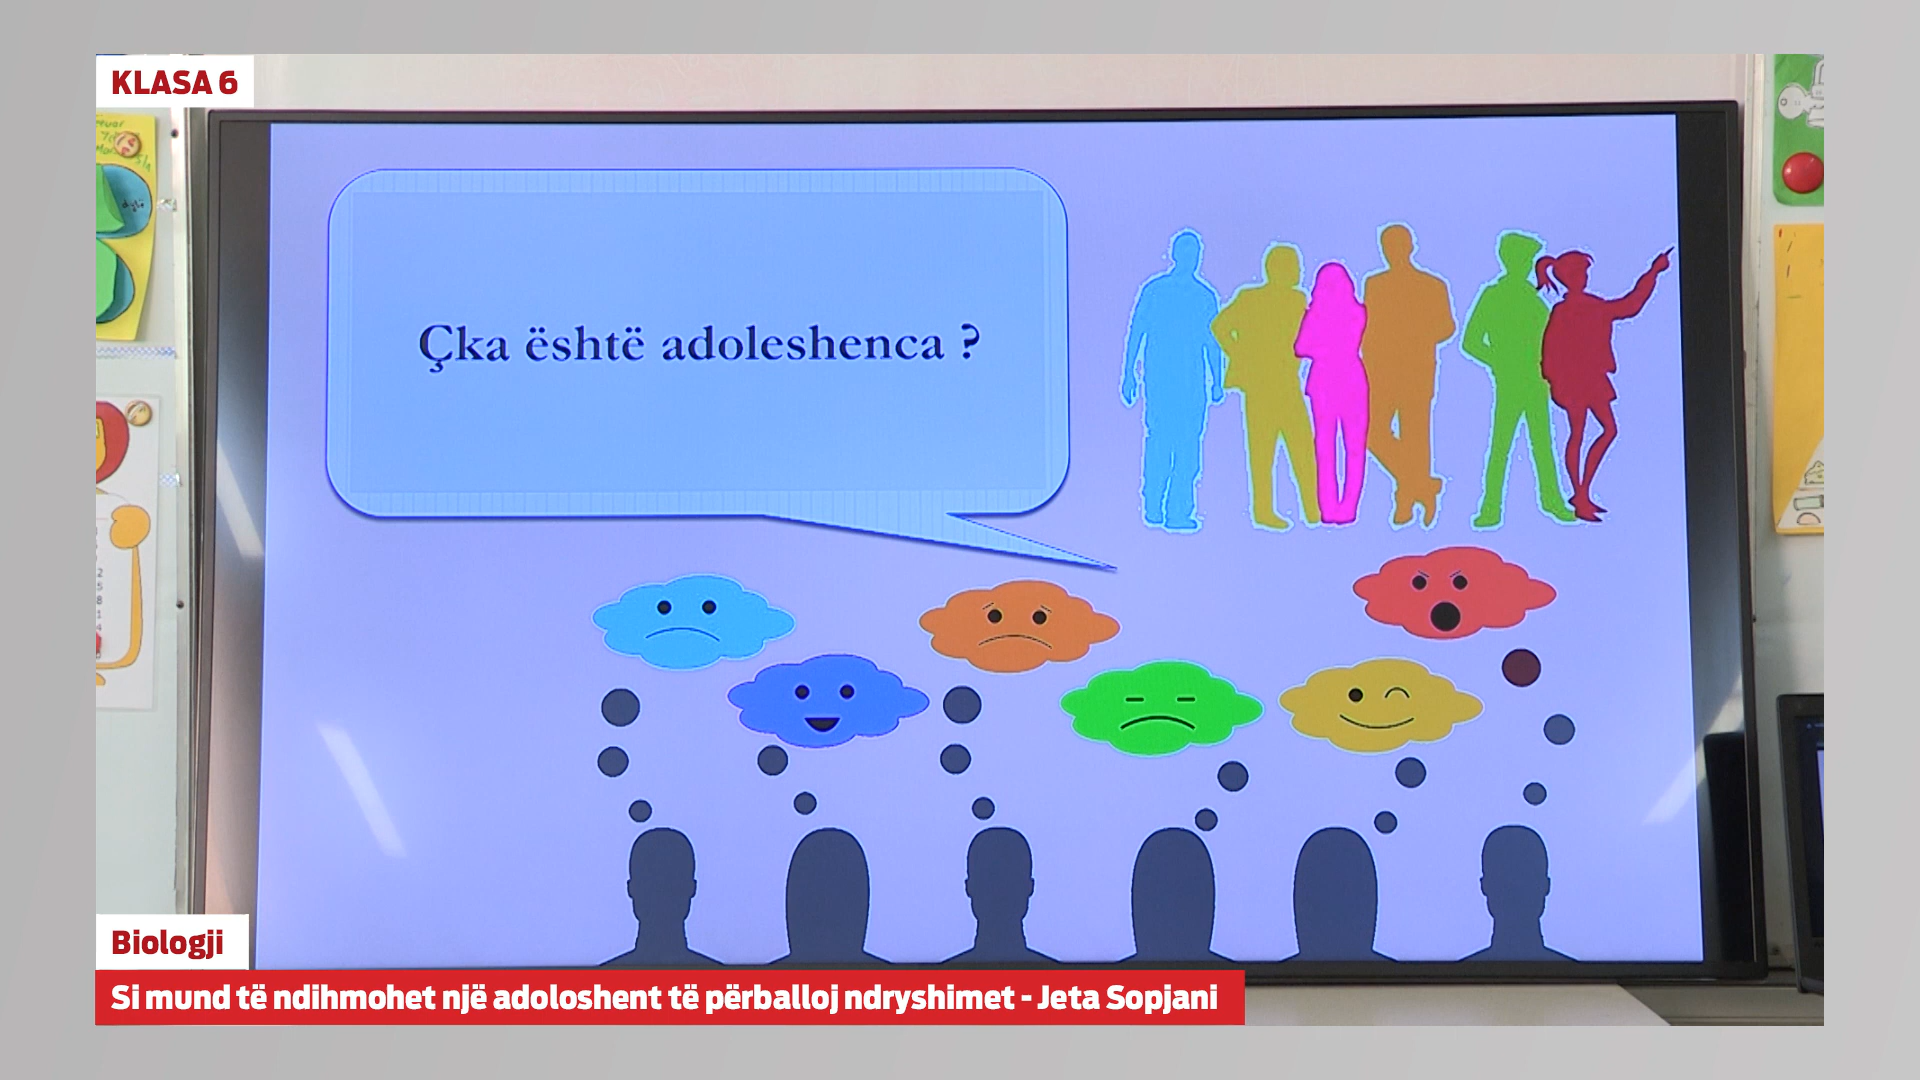 KLASA 6
Çka është adoleshenca ?
Biologji
Si mund të ndihmohet një adoloshent të përballoj ndryshimet - Jeta Sopjani